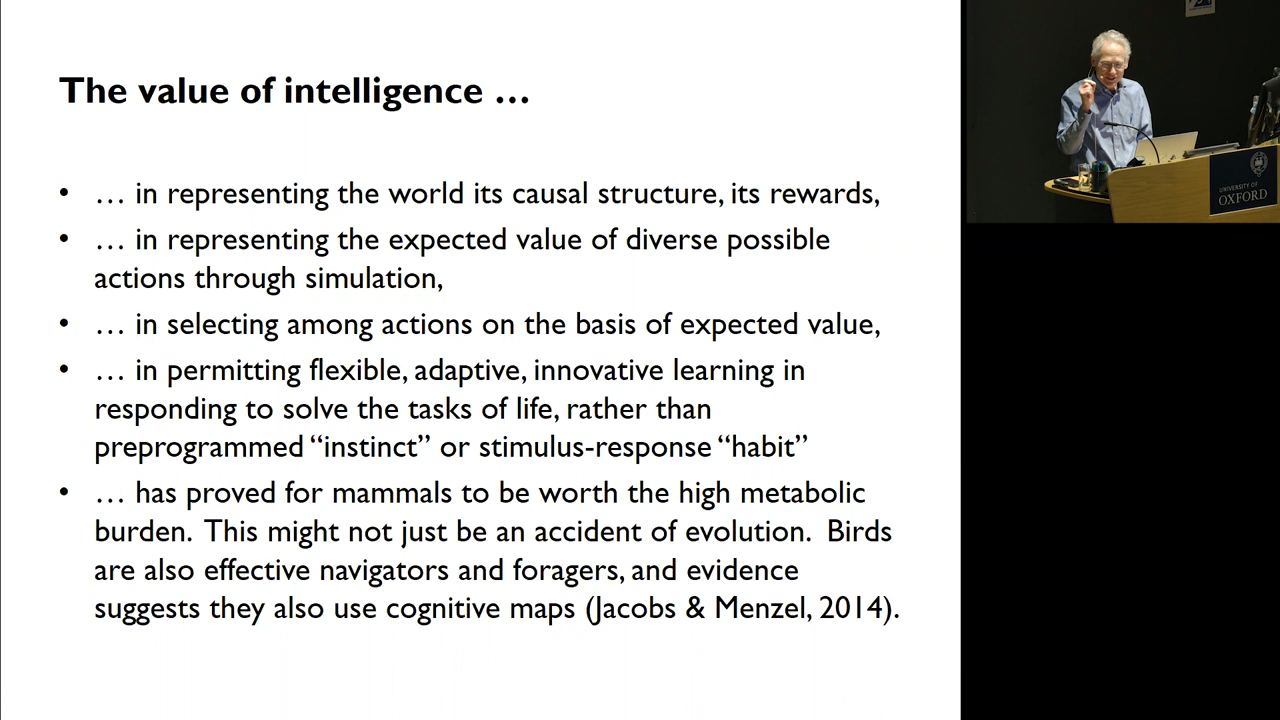 The value of intelligence …
• … in representing the world its causal structure, its rewards,
• … in representing the expected value of diverse possible
actions through simulation,
• … in selecting among actions on the basis of expected value,
• … in permitting flexible, adaptive, innovative learning in
responding to solve the tasks of life, rather than
preprogrammed “instinct” or stimulus-response “habit”
• … has proved for mammals to be worth the high metabolic
burden. This might not just be an accident of evolution. Birds
are also effective navigators and foragers, and evidence
suggests they also use cognitive maps (Jacobs & Menzel, 2014).
UNIVERSITY OF
OXFORD